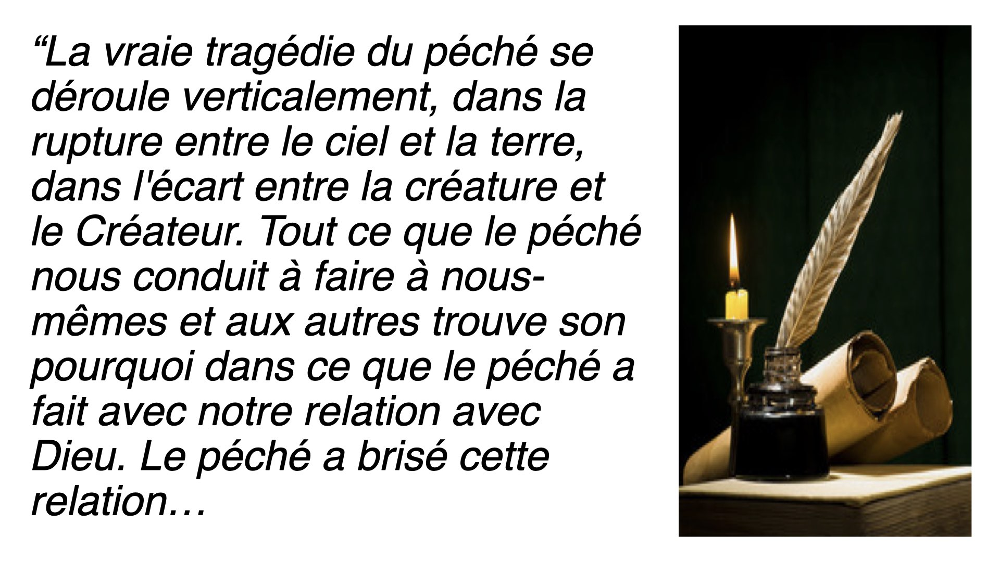 “La vraie tragédie du péché se
déroule verticalement, dans la
rupture entre le ciel et la terre,
dans l'écart entre la créature et
le Créateur. Tout ce que le péché
nous conduit à faire à nous-
mêmes et aux autres trouve son
pourquoi dans ce que le péché a
fait avec notre relation avec
Dieu. Le péché a brisé cette
relation…